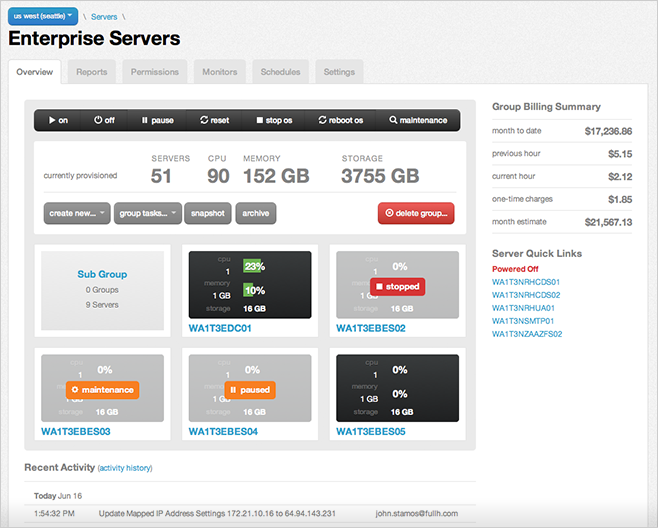 us west (seattle) \ Servers \
Enterprise Servers
Overview Reports Permissions Monitors Schedules Settings
on off pause reset stop os reboot os maintenance
SERVERS CPU MEMORY STORAGE
currently provisioned 51 90 152 GB 3755 GB
create new... group tasks... snapshot archive delete group...
Sub Group
0 Groups
9 Servers
cpu
1 23%
memory
1 GB 10%
storage 16 GB
WA1T3EDC01
cpu
1 0%
stopped
memory
1 GB
storage 16 GB
WA1T3EBES02
cpu
1 0%
maintenance
storage 16 GB
WA1T3EBES03
cpu
1 0%
paused
1 GB
storage 16 GB
WA1T3EBES04
cpu
1 0%
memory
1 GB 0%
storage 16 GB
WA1T3EBES05
Group Billing Summary
month to date $17,236.86
previous hour $5.15
current hour $2.12
one-time charges $1.85
month estimate $21,567.13
Server Quick Links
Powered Off
WA1T3NRHCDS01
WA1T3NRHCDS02
WA1T3NRHUA01
WA1T3NSMTP01
WA1T3NZAAZFS02
Recent Activity (activity history)
Today Jun 16
1:54:32 PM Update Mapped IP Address Settings 172.21.10.16 to 64.94.143.231 john.stamos@fullh.com